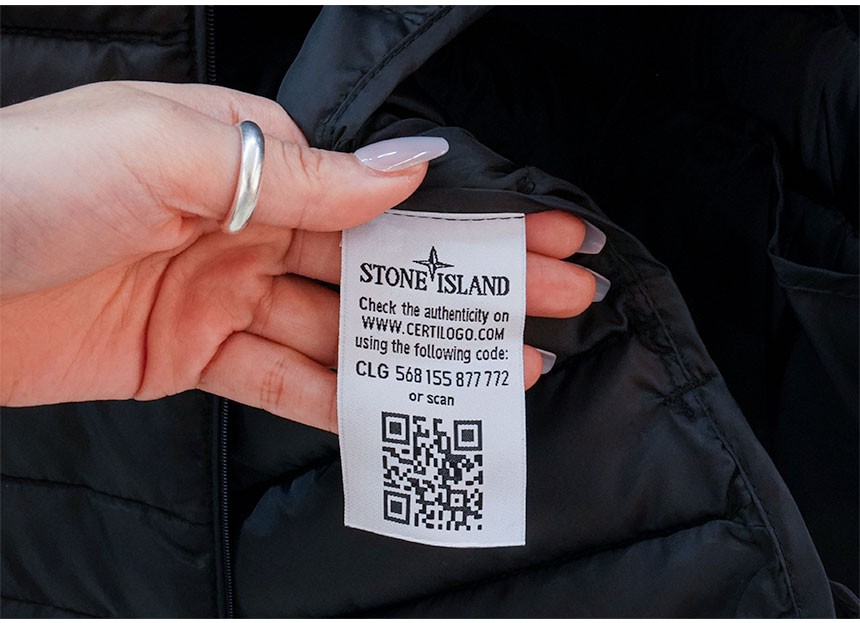 STONE ISLAND
Check the authenticity on
WWW.CERTILOGO.COM
using the following code:
CLG 568 155 877 772
or scan